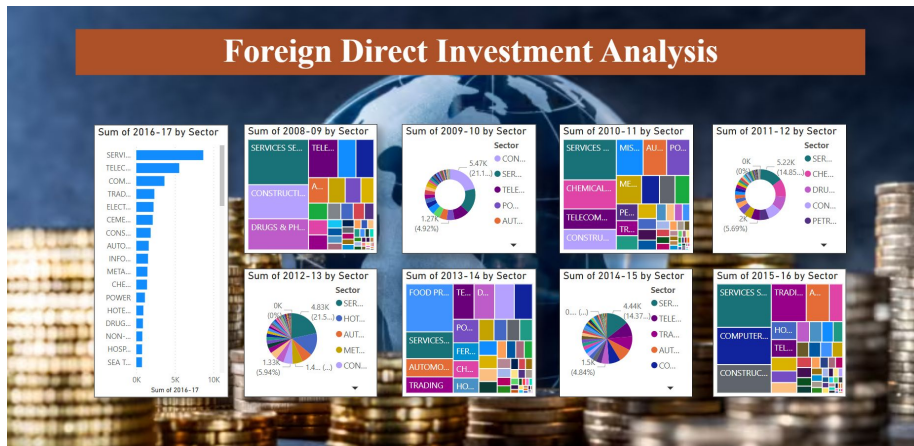 Foreign Direct Investment Analysis
Sum of 2016-17 by Sector
SERVI...
TELEC...
COM...
TRAD...
ELECT...
CEME...
CONS...
AUTO...
INFO...
META...
CHE...
POWER
HOTE...
DRUG...
NON-...
HOSP...
SEA T...
0K 5K 10K
Sum of 2016-17
Sum of 2008-09 by Sector
SERVICES SE...
TELE...
CONSTRUCTI...
A...
DRUGS & PH...
Sum of 2009-10 by Sector
Sector
5.47K
(21.1...)
1.27K
(4.92%)
CON...
SER...
TELE...
PO...
AUT...
Sum of 2010-11 by Sector
SERVICES ...
MIS...
AU...
PO...
CHEMICAL...
ME...
TELECOM...
PE...
CONSTRU...
TR...
Sum of 2011-12 by Sector
Sector
0K
(0%)
5.22K
(14.85...)
2K
(5.69%)
SER...
CHE...
DRU...
CON...
PETR...
Sum of 2012-13 by Sector
Sector
0K
(0%)
4.83K
(21.5...)
1.33K
(5.94%)
1.4... (...)
SER...
HOT...
AUT...
MET...
CON...
Sum of 2013-14 by Sector
FOOD PR...
TE...
D...
PO...
SERVICES...
FER...
AUTOMO...
CH...
TRADING
HO...
Sum of 2014-15 by Sector
Sector
0... (...)
4.44K
(14.37...)
1.5K
(4.84%)
SER...
TELE...
TRA...
AUT...
CO...
Sum of 2015-16 by Sector
SERVICES S...
TRADI...
A...
COMPUTER...
HO...
TEL...
CONSTRUC...